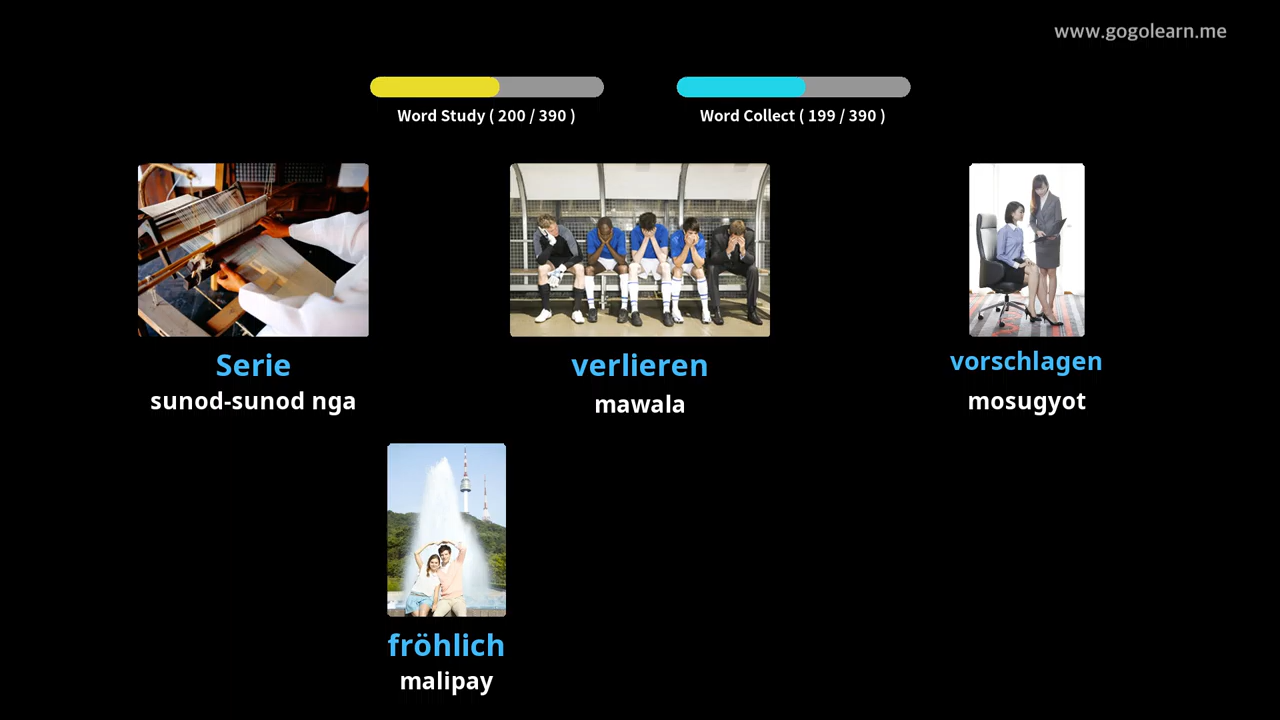 www.gogolearn.me
Word Study ( 200 / 390 )
Word Collect ( 199 / 390 )
Serie
sunod-sunod nga
verlieren
mawala
vorschlagen
mosugyot
fröhlich
malipay